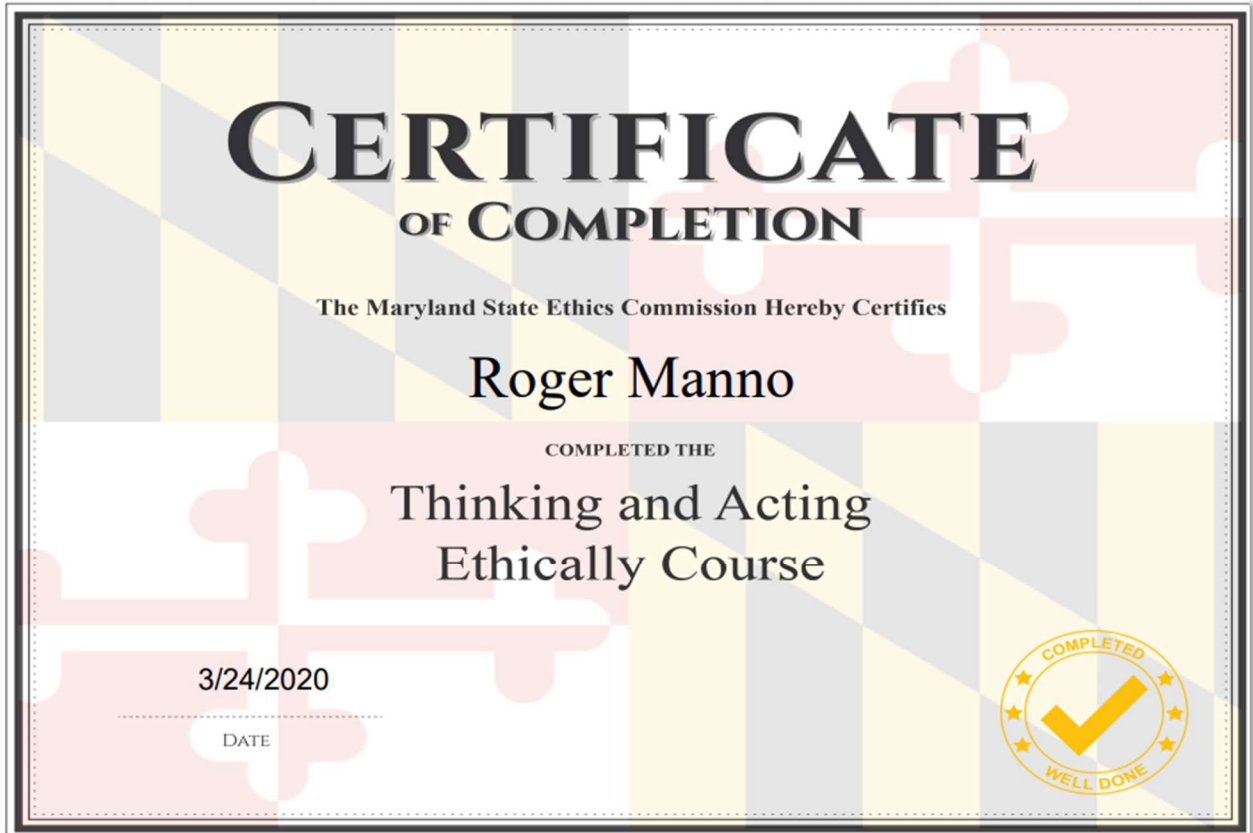 CERTIFICATE
OF COMPLETION
The Maryland State Ethics Commission Hereby Certifies
Roger Manno
COMPLETED THE
Thinking and Acting
Ethically Course
3/24/2020
DATE
COMPLETED
WELL DONE